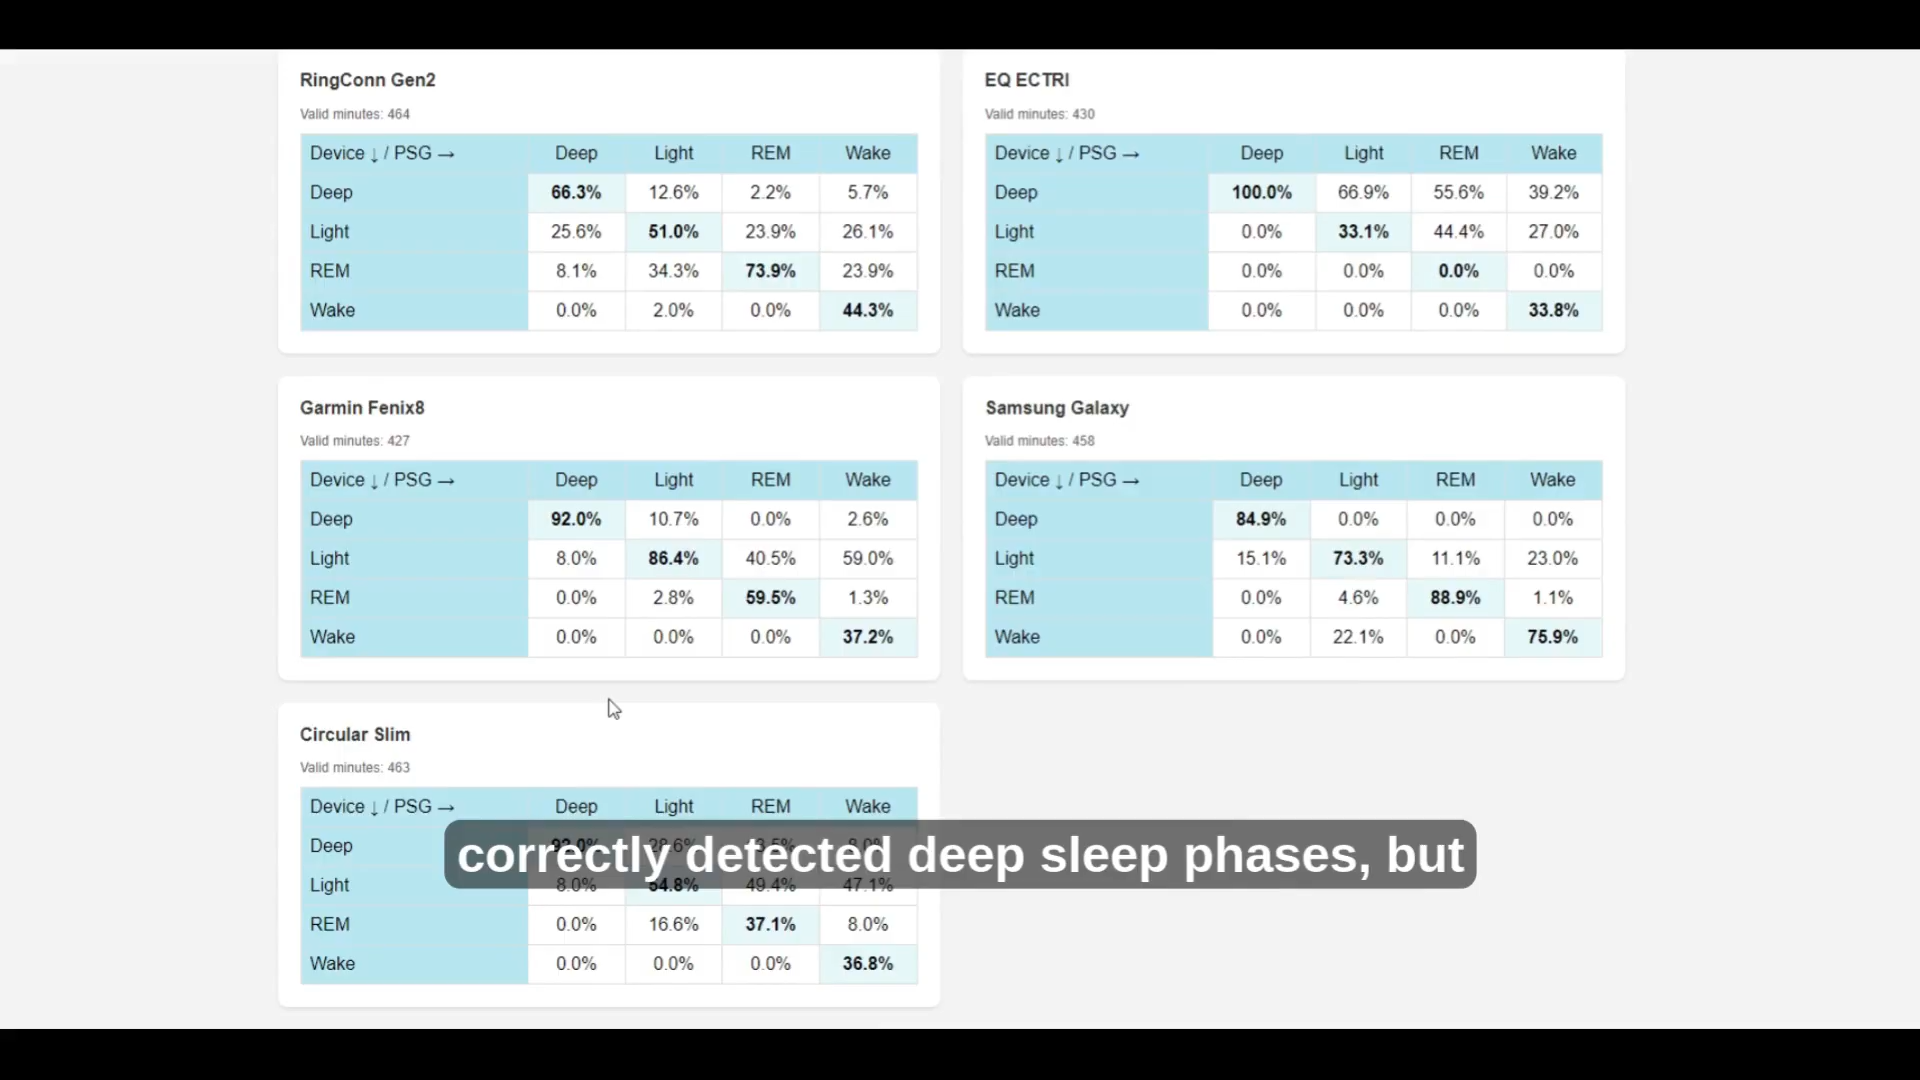 RingConn Gen2
Valid minutes: 464
Device ↓ / PSG → Deep Light REM Wake
Deep 66.3% 12.6% 2.2% 5.7%
Light 25.6% 51.0% 23.9% 26.1%
REM 8.1% 34.3% 73.9% 23.9%
Wake 0.0% 2.0% 0.0% 44.3%
EQ ECTRI
Valid minutes: 430
Device ↓ / PSG → Deep Light REM Wake
Deep 100.0% 66.9% 55.6% 39.2%
Light 0.0% 33.1% 44.4% 27.0%
REM 0.0% 0.0% 0.0% 0.0%
Wake 0.0% 0.0% 0.0% 33.8%
Garmin Fenix8
Valid minutes: 427
Device ↓ / PSG → Deep Light REM Wake
Deep 92.0% 10.7% 0.0% 2.6%
Light 8.0% 86.4% 40.5% 59.0%
REM 0.0% 2.8% 59.5% 1.3%
Wake 0.0% 0.0% 0.0% 37.2%
Samsung Galaxy
Valid minutes: 458
Device ↓ / PSG → Deep Light REM Wake
Deep 84.9% 0.0% 0.0% 0.0%
Light 15.1% 73.3% 11.1% 23.0%
REM 0.0% 4.6% 88.9% 1.1%
Wake 0.0% 22.1% 0.0% 75.9%
Circular Slim
Valid minutes: 463
Device ↓ / PSG → Deep Light REM Wake
Deep
correctly detected deep sleep phases, but
Light 8.0% 54.8% 49.4% 47.1%
REM 0.0% 16.6% 37.1% 8.0%
Wake 0.0% 0.0% 0.0% 36.8%